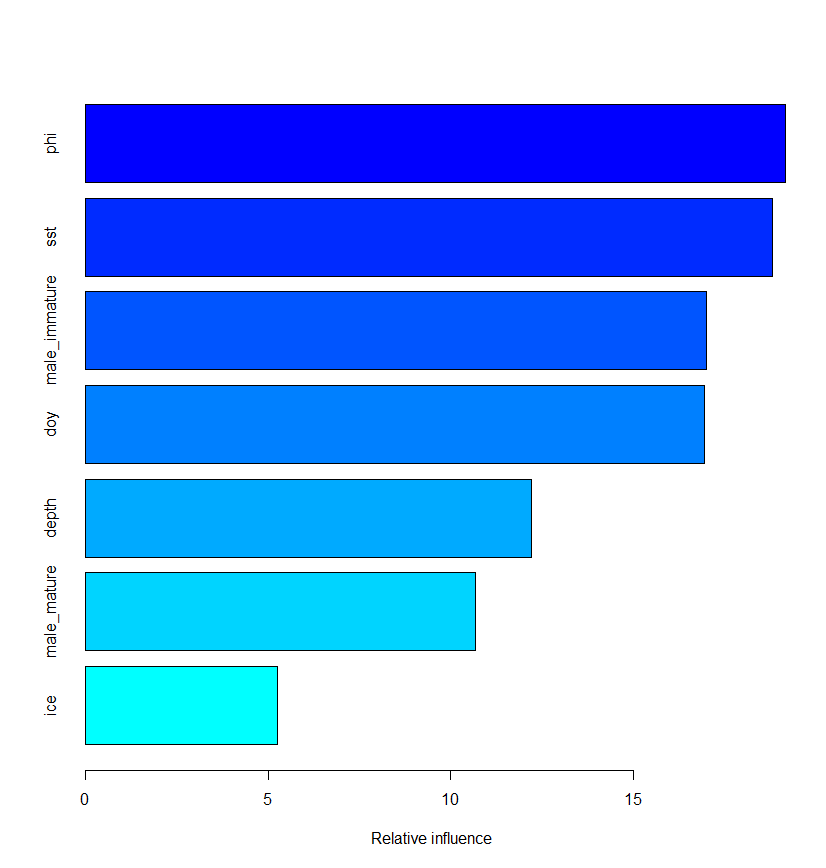 phi
sst
male_immature
doy
depth
male_mature
ice
0 5 10 15
Relative influence